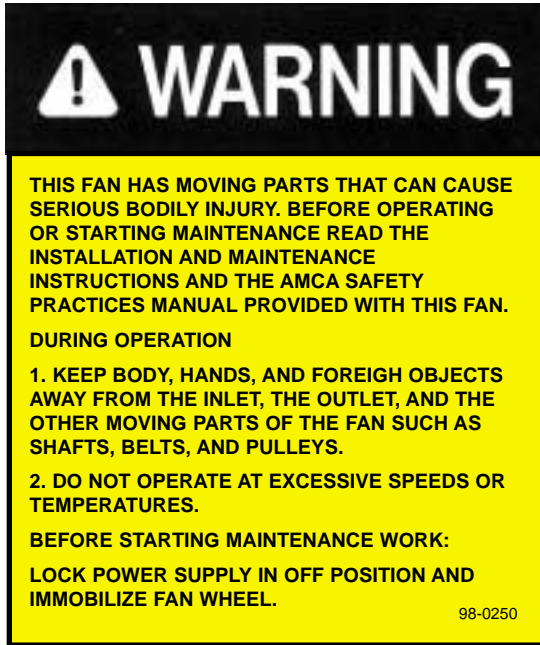 WARNING
THIS FAN HAS MOVING PARTS THAT CAN CAUSE
SERIOUS BODILY INJURY. BEFORE OPERATING
OR STARTING MAINTENANCE READ THE
INSTALLATION AND MAINTENANCE
INSTRUCTIONS AND THE AMCA SAFETY
PRACTICES MANUAL PROVIDED WITH THIS FAN.
DURING OPERATION
1. KEEP BODY, HANDS, AND FOREIGH OBJECTS
AWAY FROM THE INLET, THE OUTLET, AND THE
OTHER MOVING PARTS OF THE FAN SUCH AS
SHAFTS, BELTS, AND PULLEYS.
2. DO NOT OPERATE AT EXCESSIVE SPEEDS OR
TEMPERATURES.
BEFORE STARTING MAINTENANCE WORK:
LOCK POWER SUPPLY IN OFF POSITION AND
IMMOBILIZE FAN WHEEL.
98-0250